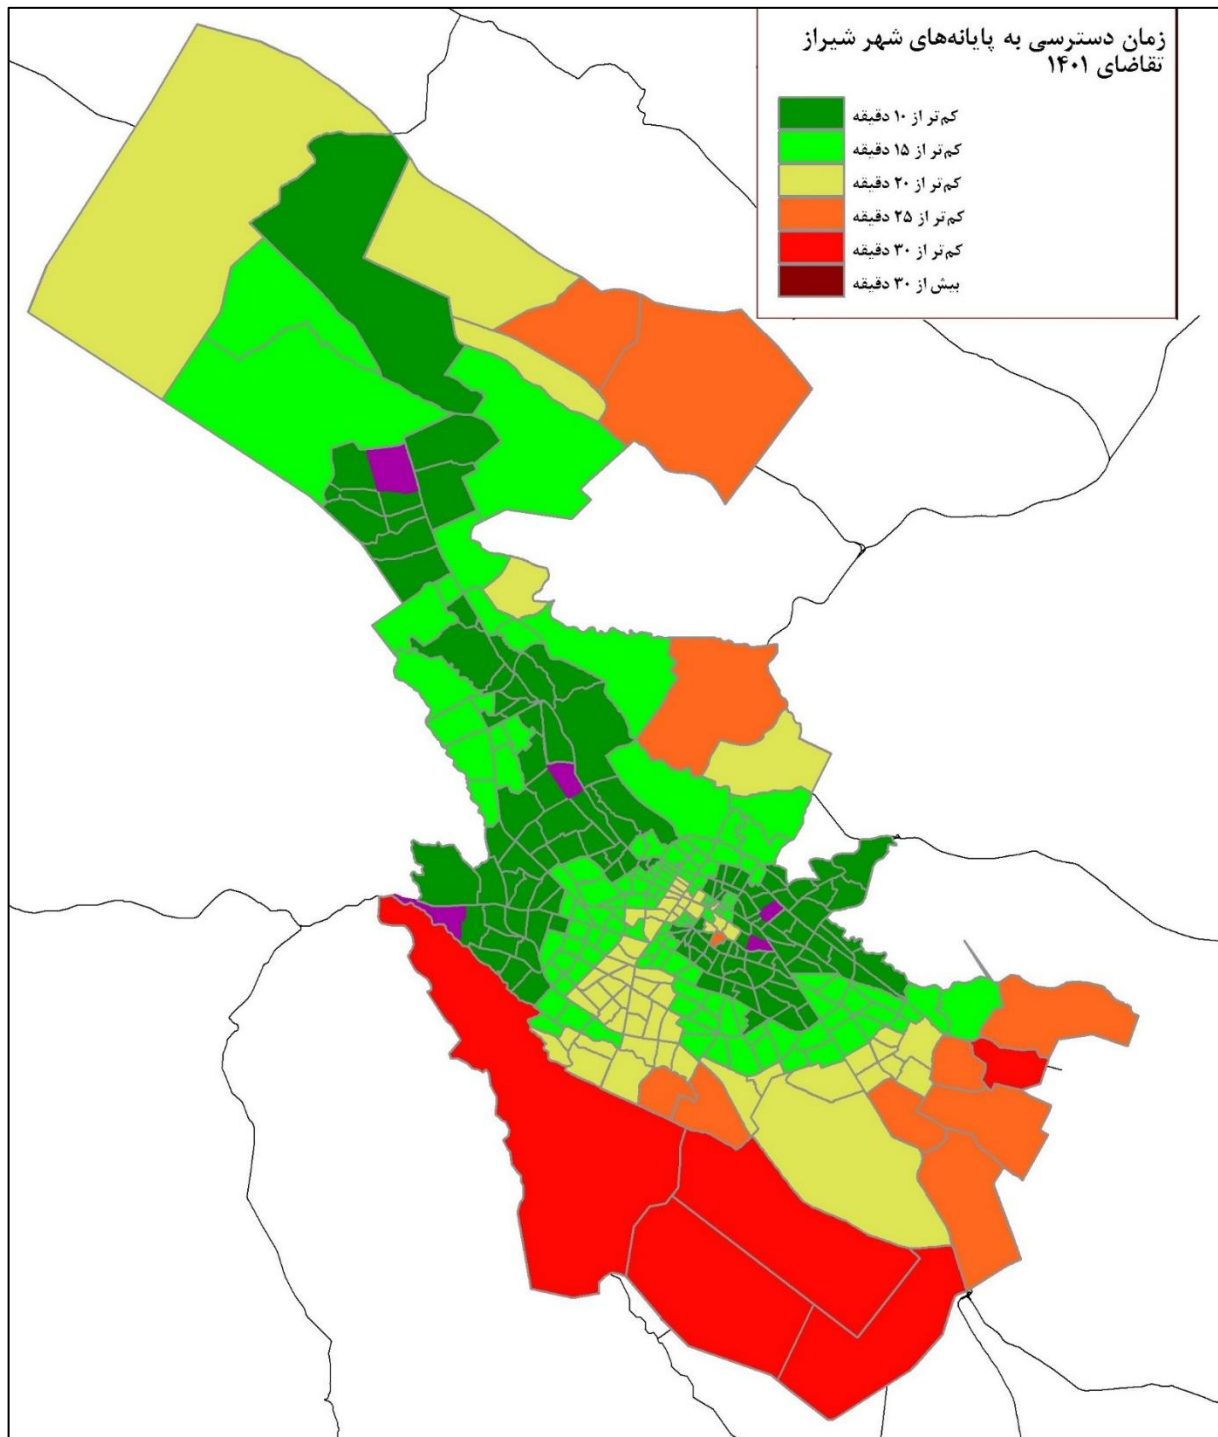 زمان دسترسی به پایانه‌های شهر شیراز
تقاضای ۱۴۰۱
کم‌تر از ۱۰ دقیقه
کم‌تر از ۱۵ دقیقه
کم‌تر از ۲۰ دقیقه
کم‌تر از ۲۵ دقیقه
کم‌تر از ۳۰ دقیقه
بیش از ۳۰ دقیقه